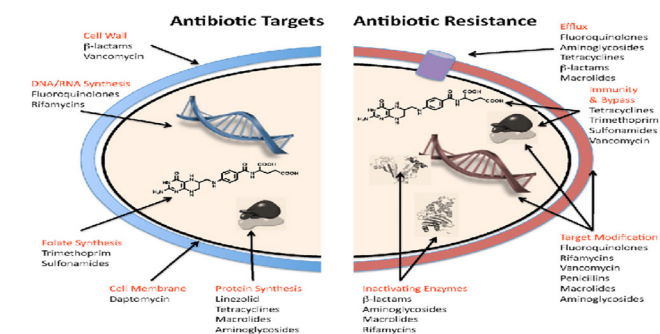 Antibiotic Targets
Antibiotic Resistance
Cell Wall
β-lactams
Vancomycin
DNA/RNA Synthesis
Fluoroquinolones
Rifamycins
Folate Synthesis
Trimethoprim
Sulfonamides
Cell Membrane
Daptomycin
Protein Synthesis
Linezolid
Tetracyclines
Macrolides
Aminoglycosides
Efflux
Fluoroquinolones
Aminoglycosides
Tetracyclines
β-lactams
Macrolides
Immunity
& Bypass
Tetracyclines
Trimethoprim
Sulfonamides
Vancomycin
Target Modification
Fluoroquinolones
Rifamycins
Vancomycin
Penicillins
Macrolides
Aminoglycosides
Inactivating Enzymes
β-lactams
Aminoglycosides
Macrolides
Rifamycins
COOH
COOH
COOH
COOH